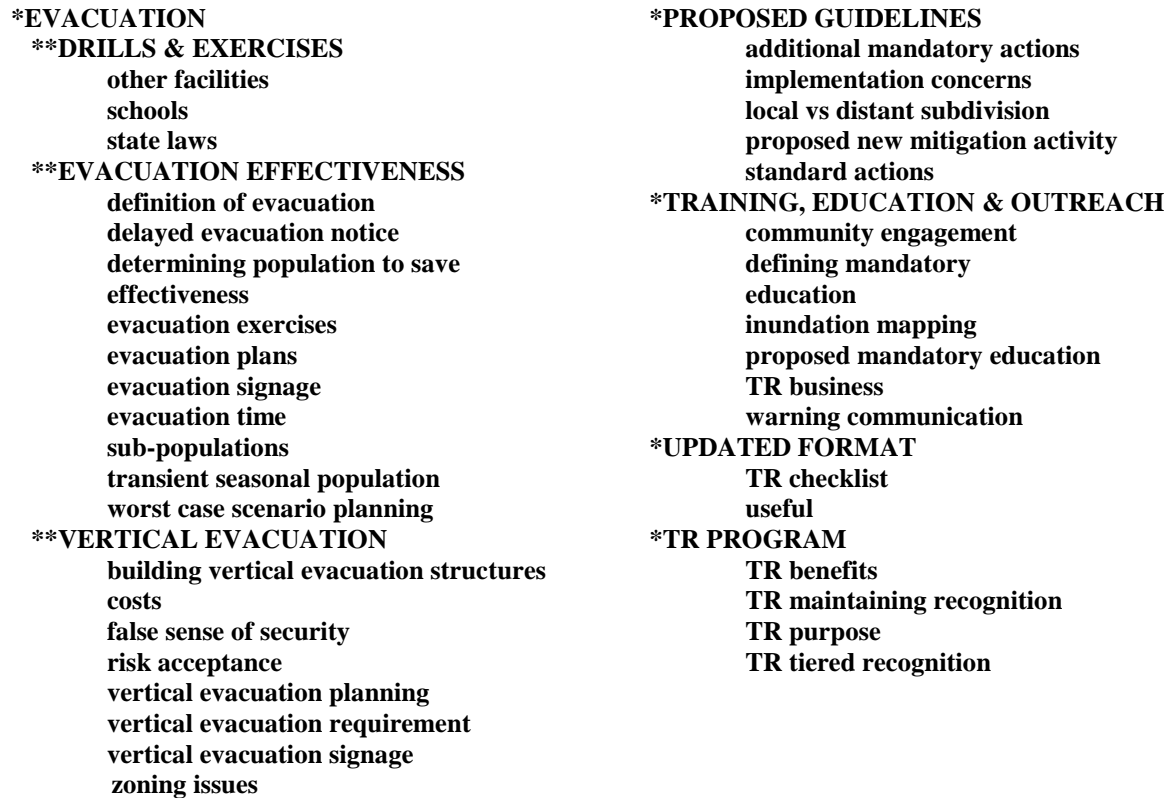 *EVACUATION
**DRILLS & EXERCISES
other facilities
schools
state laws
**EVACUATION EFFECTIVENESS
definition of evacuation
delayed evacuation notice
determining population to save
effectiveness
evacuation exercises
evacuation plans
evacuation signage
evacuation time
sub-populations
transient seasonal population
worst case scenario planning
**VERTICAL EVACUATION
building vertical evacuation structures
costs
false sense of security
risk acceptance
vertical evacuation planning
vertical evacuation requirement
vertical evacuation signage
zoning issues
*PROPOSED GUIDELINES
additional mandatory actions
implementation concerns
local vs distant subdivision
proposed new mitigation activity
standard actions
*TRAINING, EDUCATION & OUTREACH
community engagement
defining mandatory
education
inundation mapping
proposed mandatory education
TR business
warning communication
*UPDATED FORMAT
TR checklist
useful
*TR PROGRAM
TR benefits
TR maintaining recognition
TR purpose
TR tiered recognition